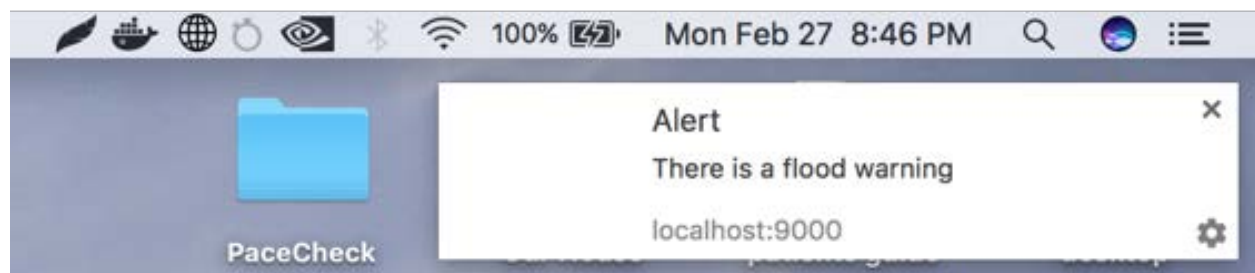 100% Mon Feb 27 8:46 PM
Alert
There is a flood warning
localhost:9000
PaceCheck